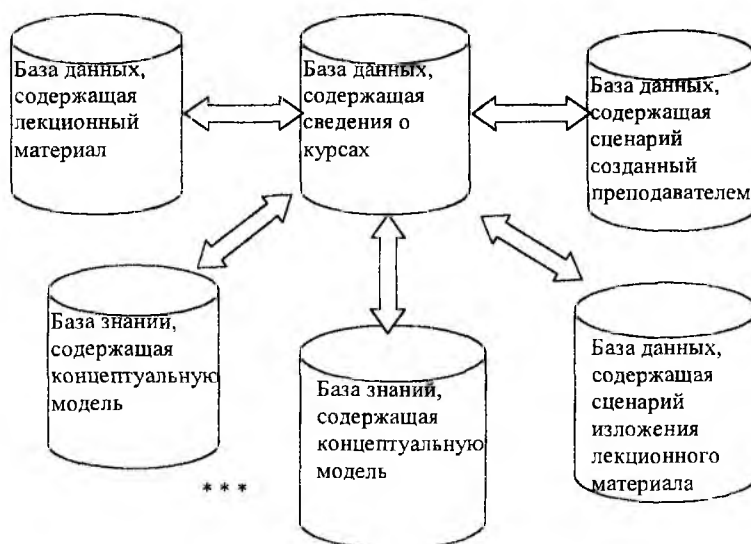 База данных,
содержащая
лекционный
материал
База данных,
содержащая
сведения о
курсах
База данных,
содержащая
сценарий
созданный
преподавателем
База знаний,
содержащая
концептуальную
модель
База знаний,
содержащая
концептуальную
модель
База данных,
содержащая
сценарий
изложения
лекционного
материала
* * *